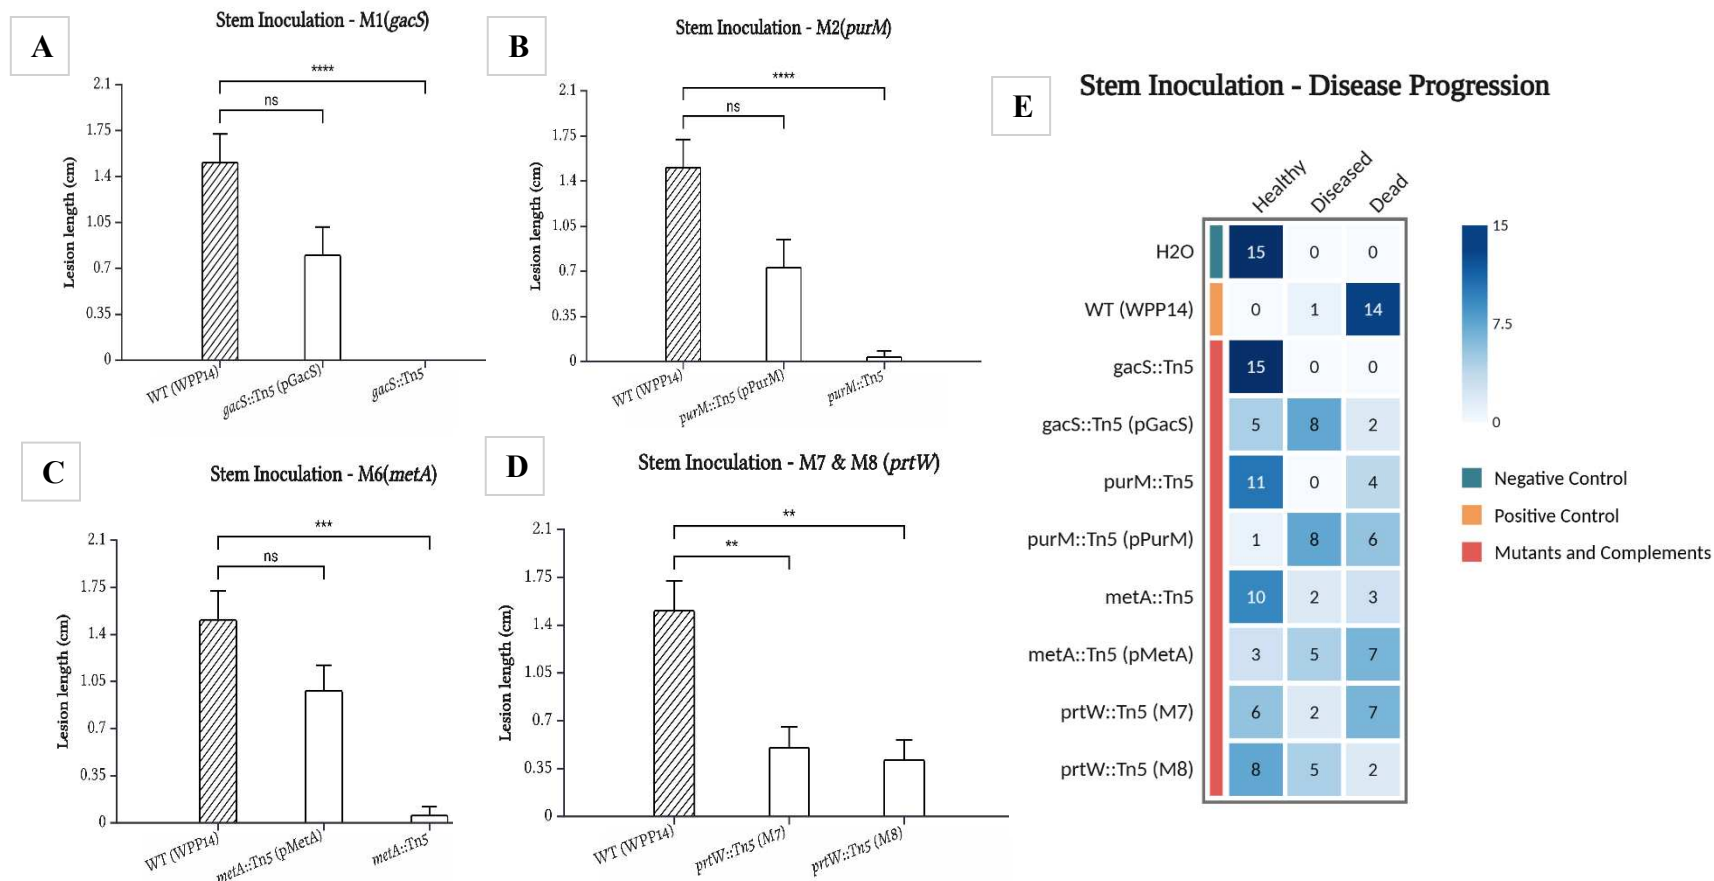 A
Stem Inoculation - M1(gacS)
****
ns
2.1
1.75
1.4
1.05
0.7
0.35
0
Lesion length (cm)
WT (WPP14)
gacS::Tn5 (pGacS)
gacS::Tn5
B
Stem Inoculation - M2(purM)
****
ns
2.1
1.75
1.4
1.05
0.7
0.35
0
Lesion length (cm)
WT (WPP14)
purM::Tn5 (pPurM)
purM::Tn5
C
Stem Inoculation - M6(metA)
***
ns
2.1
1.75
1.4
1.05
0.7
0.35
0
Lesion length (cm)
WT (WPP14)
metA::Tn5 (pMetA)
metA::Tn5
D
Stem Inoculation - M7 & M8 (prtW)
**
**
2.1
1.75
1.4
1.05
0.7
0.35
0
Lesion length (cm)
WT (WPP14)
prtW::Tn5 (M7)
prtW::Tn5 (M8)
E
Stem Inoculation - Disease Progression
Healthy
Diseased
Dead
H2O 15 0 0
WT (WPP14) 0 1 14
gacS::Tn5 15 0 0
gacS::Tn5 (pGacS) 5 8 2
purM::Tn5 11 0 4
purM::Tn5 (pPurM) 1 8 6
metA::Tn5 10 2 3
metA::Tn5 (pMetA) 3 5 7
prtW::Tn5 (M7) 6 2 7
prtW::Tn5 (M8) 8 5 2
15
7.5
0
Negative Control
Positive Control
Mutants and Complements